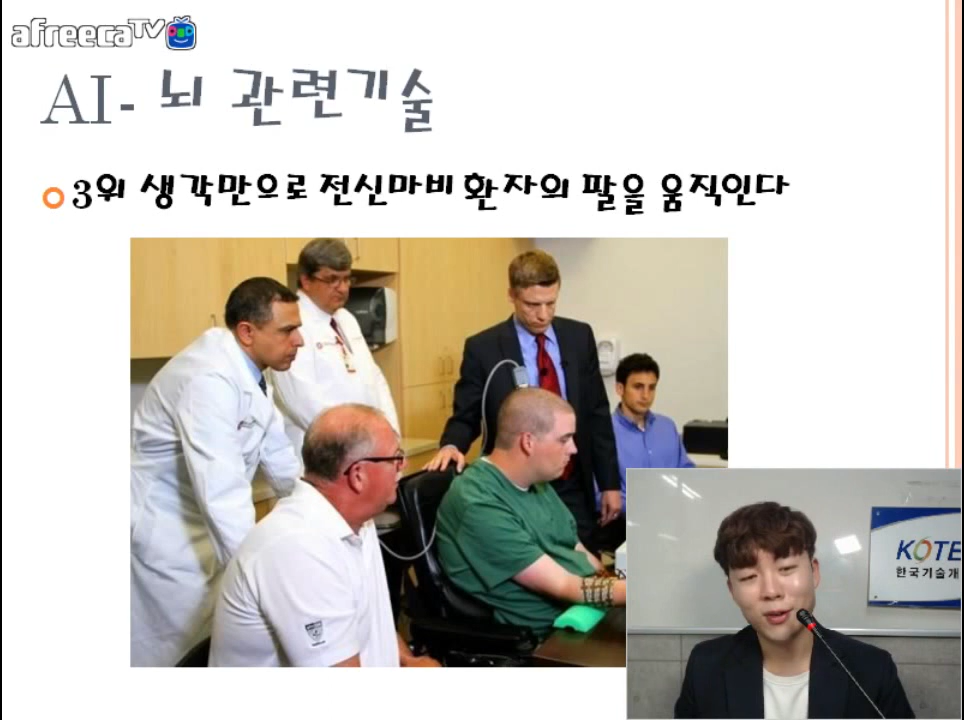 afreecaTV
AI- 뇌 관련기술
3위 생각만으로 전신마비 환자의 팔을 움직인다
KOTE
한국기술개